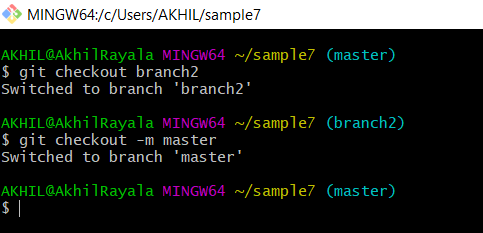 MINGW64:/c/Users/AKHIL/sample7
AKHIL@AkhilRayala MINGW64 ~/sample7 (master)
$ git checkout branch2
Switched to branch 'branch2'
AKHIL@AkhilRayala MINGW64 ~/sample7 (branch2)
$ git checkout -m master
Switched to branch 'master'
AKHIL@AkhilRayala MINGW64 ~/sample7 (master)
$